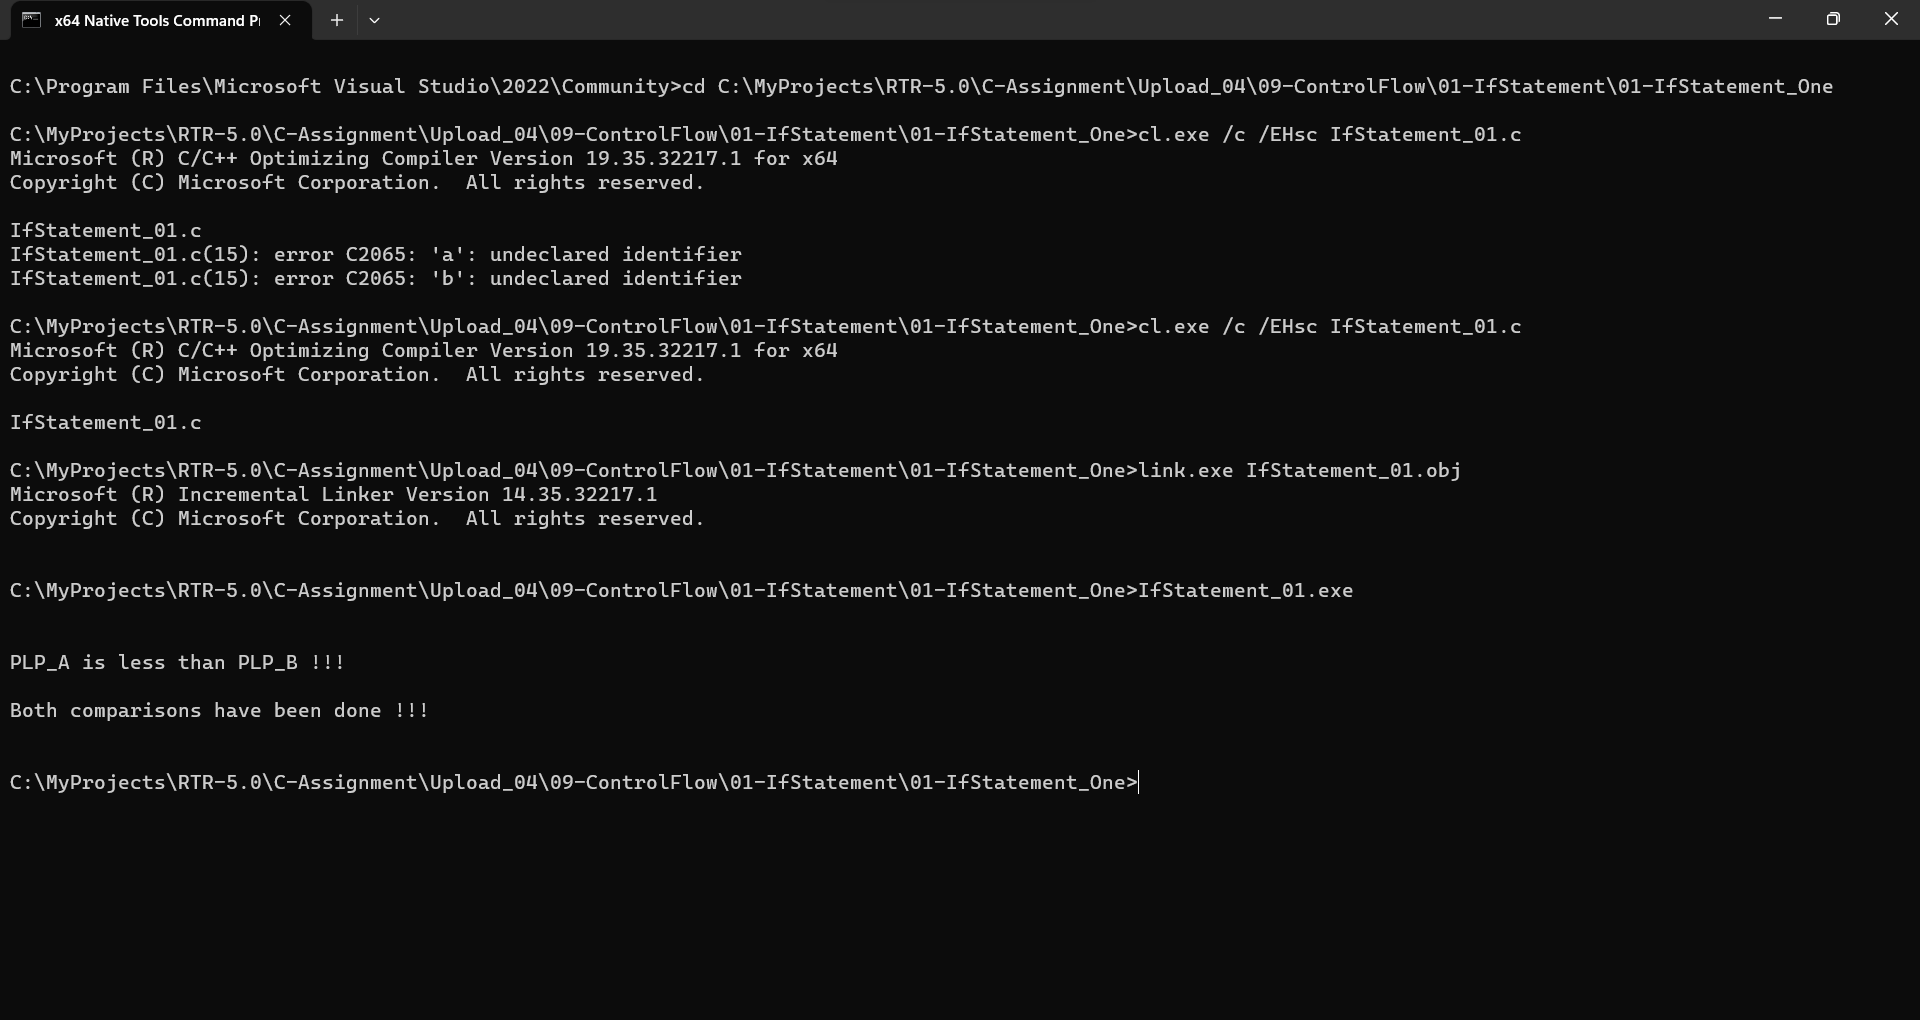 x64 Native Tools Command P
C:\Program Files\Microsoft Visual Studio\2022\Community>cd C:\MyProjects\RTR-5.0\C-Assignment\Upload_04\09-ControlFlow\01-IfStatement\01-IfStatement_One
C:\MyProjects\RTR-5.0\C-Assignment\Upload_04\09-ControlFlow\01-IfStatement\01-IfStatement_One>cl.exe /c /EHsc IfStatement_01.c
Microsoft (R) C/C++ Optimizing Compiler Version 19.35.32217.1 for x64
Copyright (C) Microsoft Corporation.  All rights reserved.
IfStatement_01.c
IfStatement_01.c(15): error C2065: 'a': undeclared identifier
IfStatement_01.c(15): error C2065: 'b': undeclared identifier
C:\MyProjects\RTR-5.0\C-Assignment\Upload_04\09-ControlFlow\01-IfStatement\01-IfStatement_One>cl.exe /c /EHsc IfStatement_01.c
Microsoft (R) C/C++ Optimizing Compiler Version 19.35.32217.1 for x64
Copyright (C) Microsoft Corporation.  All rights reserved.
IfStatement_01.c
C:\MyProjects\RTR-5.0\C-Assignment\Upload_04\09-ControlFlow\01-IfStatement\01-IfStatement_One>link.exe IfStatement_01.obj
Microsoft (R) Incremental Linker Version 14.35.32217.1
Copyright (C) Microsoft Corporation.  All rights reserved.
C:\MyProjects\RTR-5.0\C-Assignment\Upload_04\09-ControlFlow\01-IfStatement\01-IfStatement_One>IfStatement_01.exe
PLP_A is less than PLP_B !!!
Both comparisons have been done !!!
C:\MyProjects\RTR-5.0\C-Assignment\Upload_04\09-ControlFlow\01-IfStatement\01-IfStatement_One>